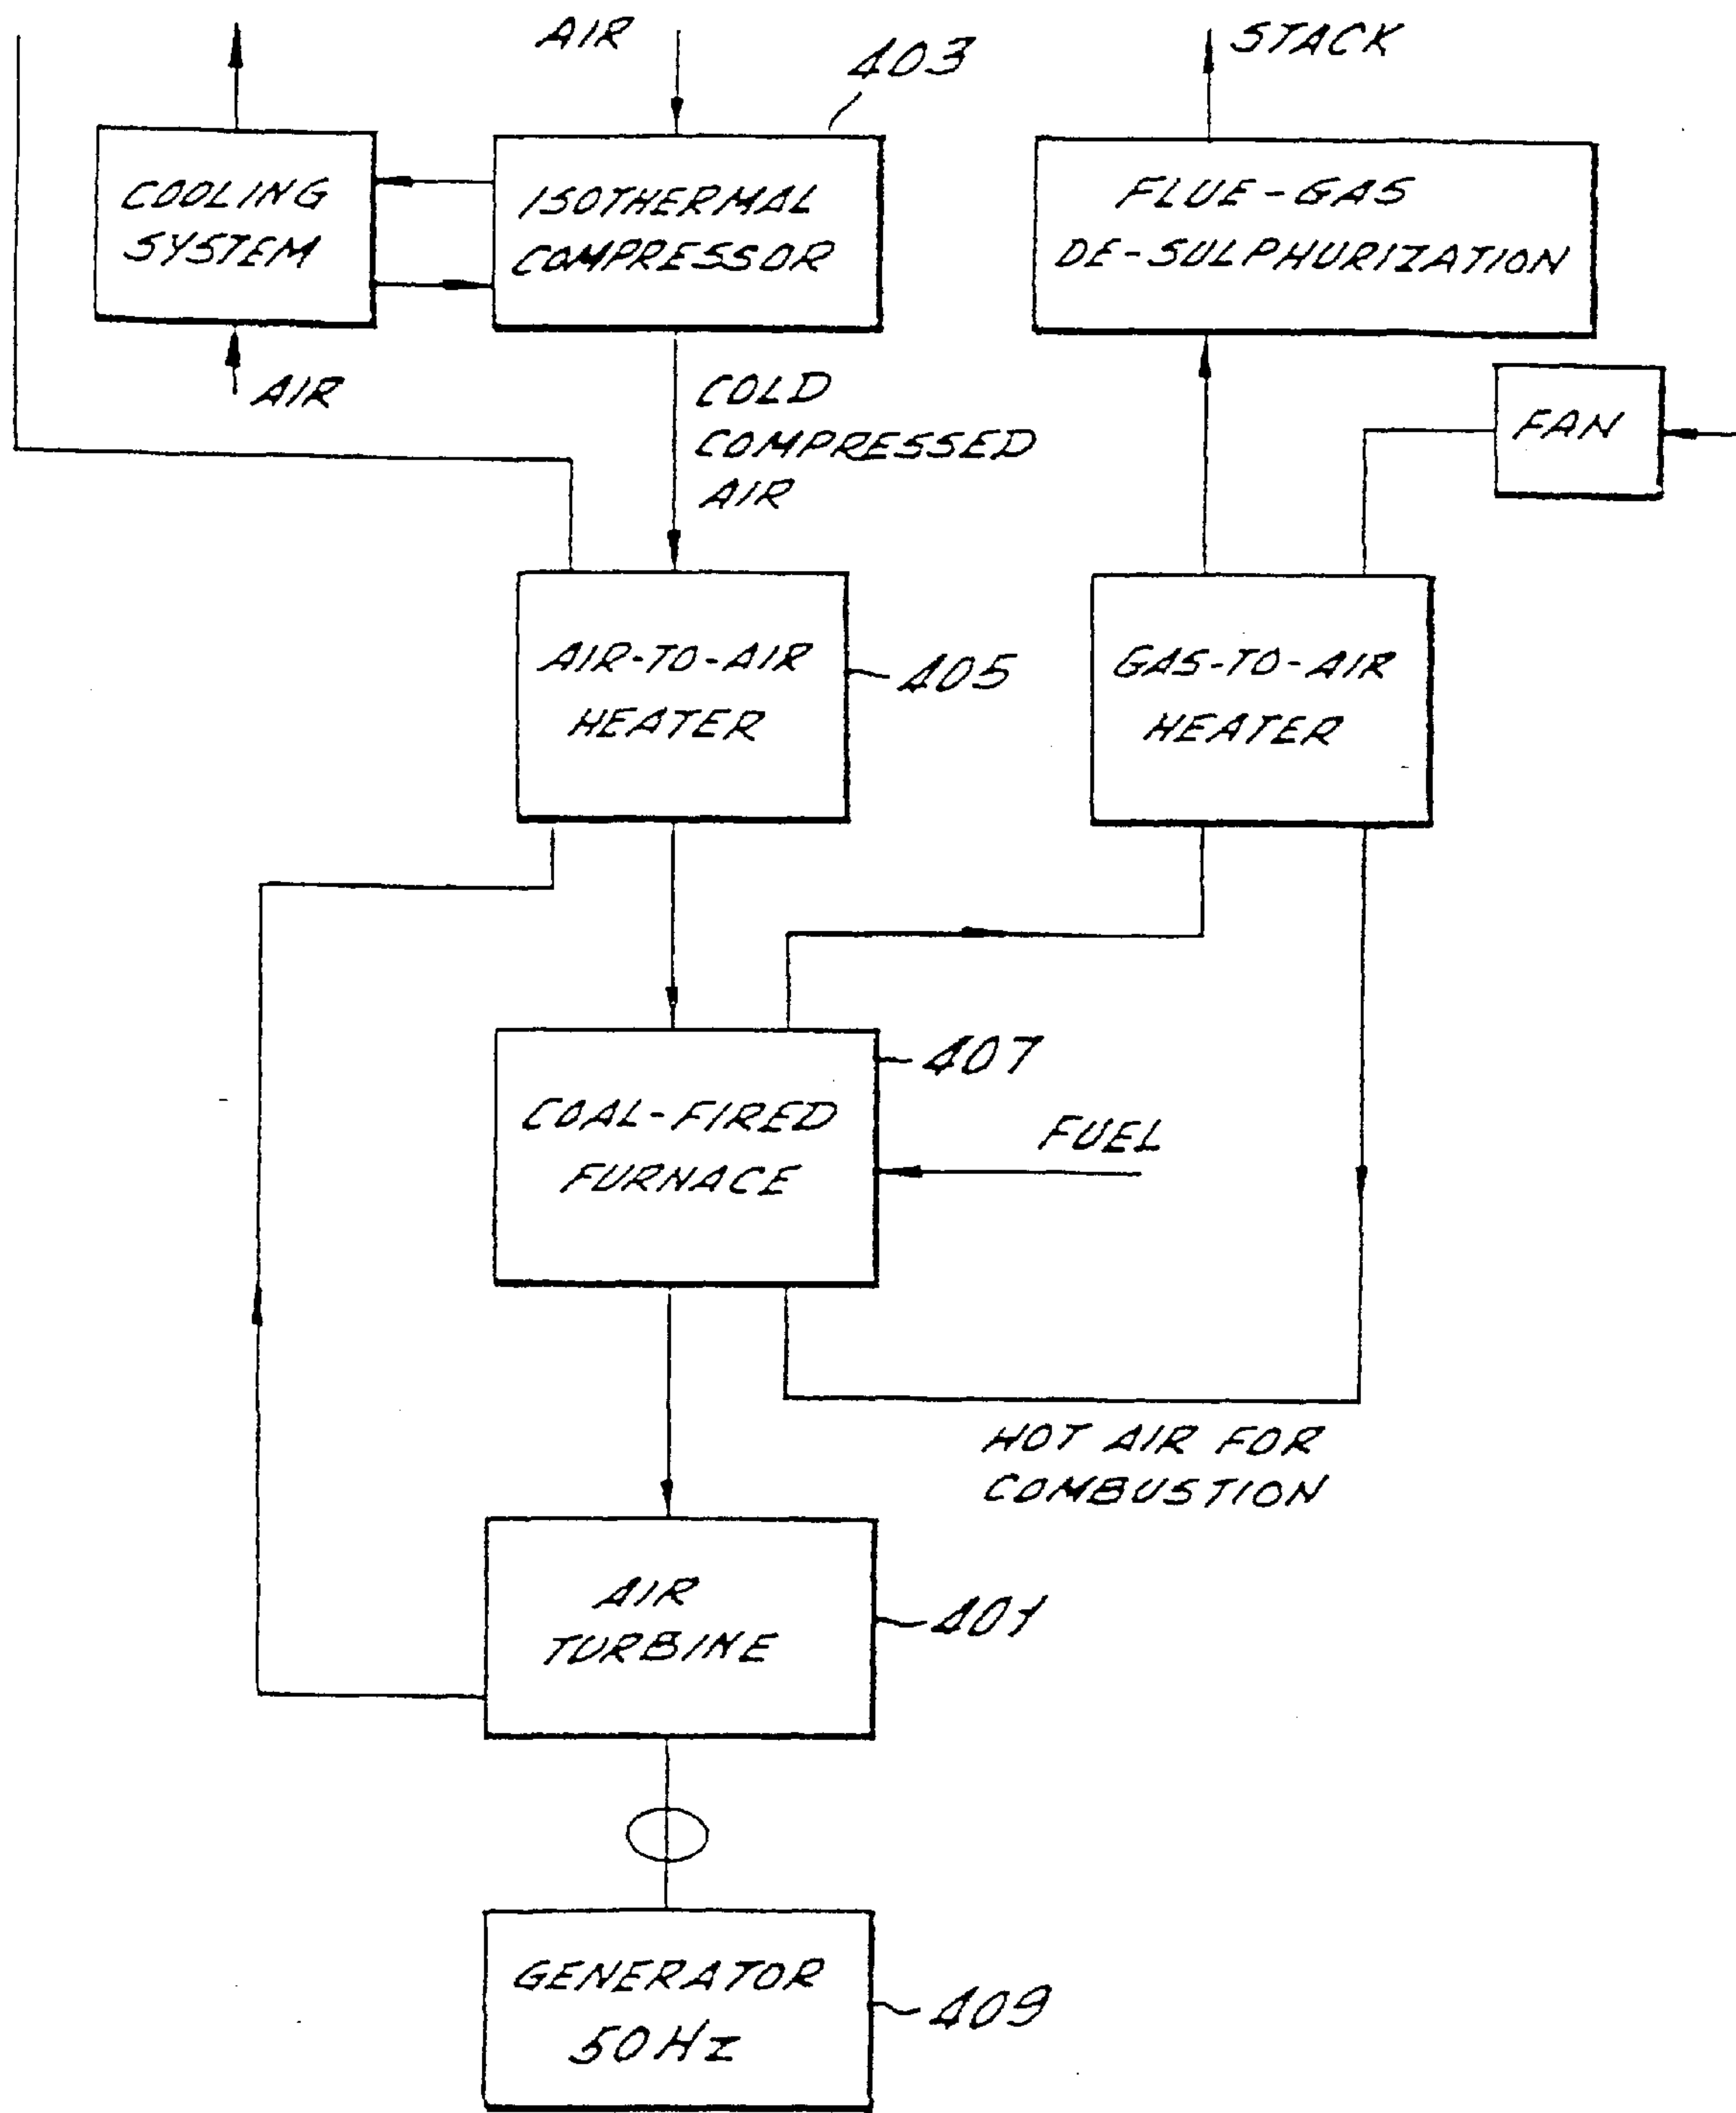 AIR
403
STACK
COOLING
SYSTEM
ISOTHERMAL
COMPRESSOR
FLUE-GAS
DE-SULPHURIZATION
AIR
COLD
COMPRESSED
AIR
FAN
AIR-TO-AIR
HEATER
405
GAS-TO-AIR
HEATER
407
COAL-FIRED
FURNACE
FUEL
HOT AIR FOR
COMBUSTION
AIR
TURBINE
401
GENERATOR
50Hz
409